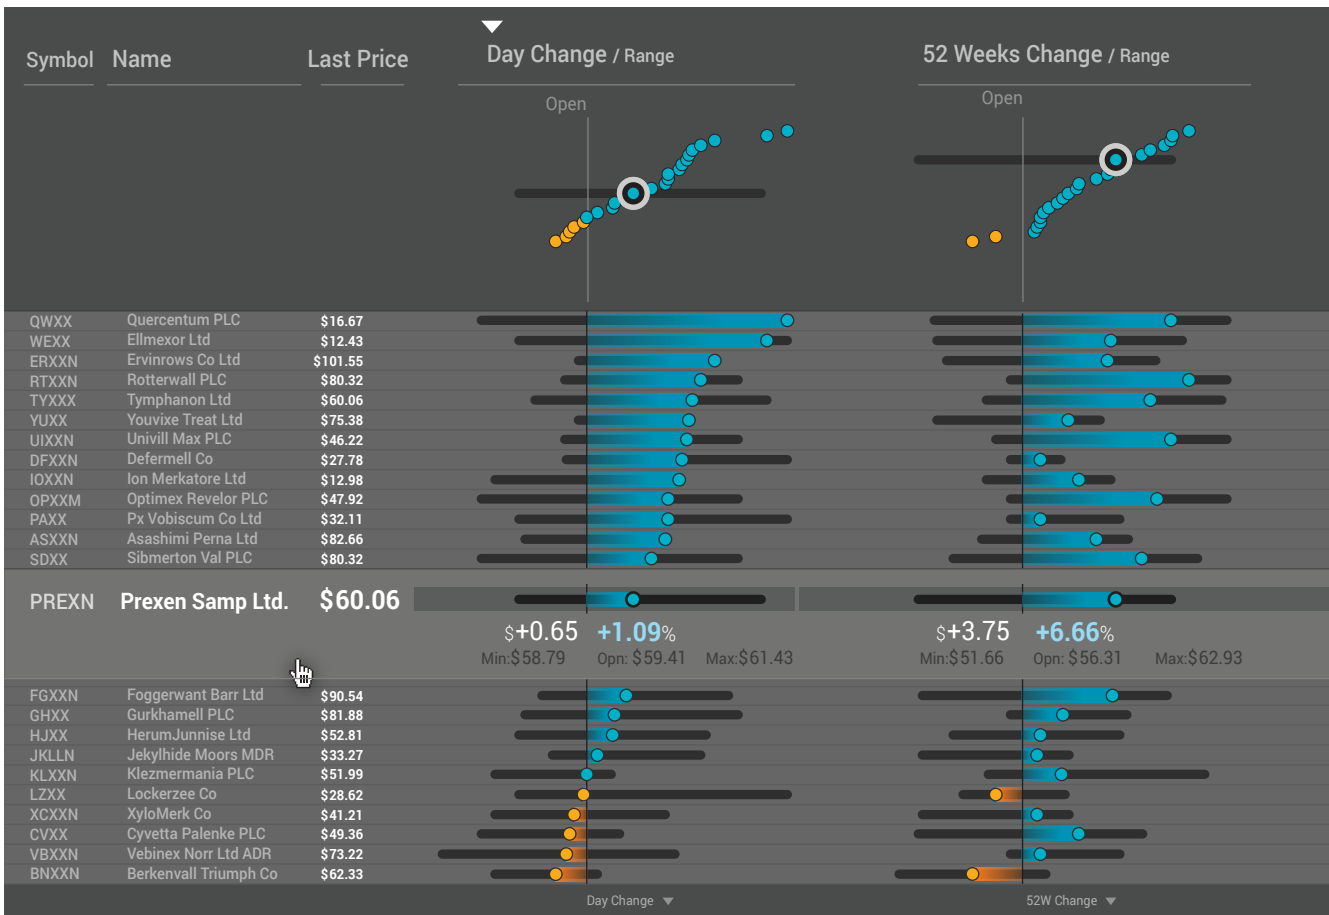 Symbol Name Last Price Day Change / Range 52 Weeks Change / Range
Open Open
QWXX Quercentum PLC $16.67
WEXX Ellmexor Ltd $12.43
ERXXN Ervinrows Co Ltd $101.55
RTXXN Rotterwall PLC $80.32
TYXXX Tymphanon Ltd $60.06
YUXX Youvixe Treat Ltd $75.38
UIXXN Univill Max PLC $46.22
DFXXN Defermell Co $27.78
IOXXN Ion Merkatore Ltd $12.98
OPXXM Optimex Revelor PLC $47.92
PAXX Px Vobiscum Co Ltd $32.11
ASXXN Asashimi Perna Ltd $82.66
SDXX Sibmerton Val PLC $80.32
PREXN Prexen Samp Ltd. $60.06
$+0.65 +1.09% $+3.75 +6.66%
Min:$58.79 Opn: $59.41 Max:$61.43 Min:$51.66 Opn: $56.31 Max:$62.93
FGXXN Foggerwant Barr Ltd $90.54
GHXX Gurkhamell PLC $81.88
HJXX HerumJunnise Ltd $52.81
JKLLN Jekylhide Moors MDR $33.27
KLXXN Klezmermania PLC $51.99
LZXX Lockerzee Co $28.62
XCXXN XyloMerk Co $41.21
CVXX Cyvetta Palenke PLC $49.36
VBXXN Vebinex Norr Ltd ADR $73.22
BNXXN Berkenvall Triumph Co $62.33
Day Change 52W Change